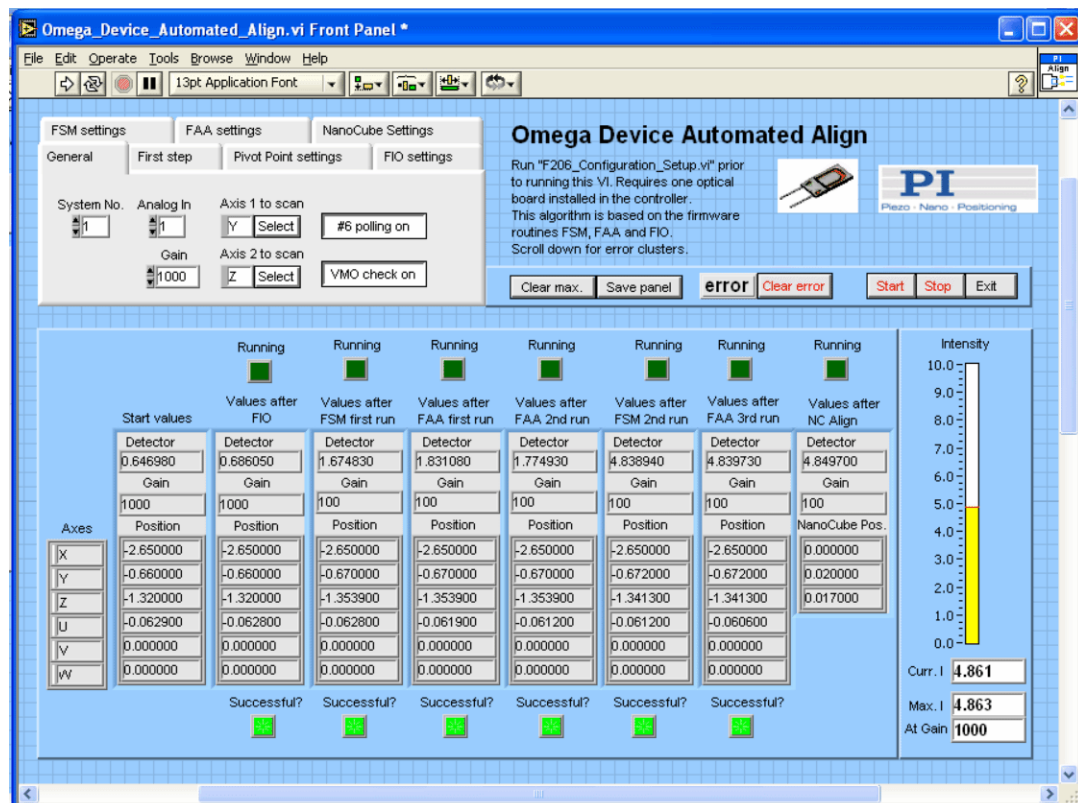 Omega_Device_Automated_Align.vi Front Panel *
File Edit Operate Tools Browse Window Help
13pt Application Font
PI
Align
FSM settings FAA settings NanoCube Settings
General First step Pivot Point settings FIO settings
System No. Analog In Axis 1 to scan
1 1 Y Select #6 polling on
Gain Axis 2 to scan
1000 Z Select VMO check on
Omega Device Automated Align
Run "F206_Configuration_Setup.vi" prior
to running this VI. Requires one optical
board installed in the controller.
This algorithm is based on the firmware
routines FSM, FAA and FIO.
Scroll down for error clusters.
PI
Piezo · Nano · Positioning
Clear max. Save panel error Clear error Start Stop Exit
Running Running Running Running Running Running Running
Start values Values after FIO Values after FSM first run Values after FAA first run Values after FAA 2nd run Values after FSM 2nd run Values after FAA 3rd run Values after NC Align
Detector Detector Detector Detector Detector Detector Detector Detector
0.646980 0.686050 1.674830 1.831080 1.774930 4.838940 4.839730 4.849700
Gain Gain Gain Gain Gain Gain Gain Gain
1000 1000 100 100 100 100 100 100
Axes Position Position Position Position Position Position Position NanoCube Pos.
X -2.650000 -2.650000 -2.650000 -2.650000 -2.650000 -2.650000 -2.650000 0.000000
Y -0.660000 -0.660000 -0.670000 -0.670000 -0.670000 -0.672000 -0.672000 0.020000
Z -1.320000 -1.320000 -1.353900 -1.353900 -1.353900 -1.341300 -1.341300 0.017000
U -0.062900 -0.062800 -0.062800 -0.061900 -0.061200 -0.061200 -0.060600
V 0.000000 0.000000 0.000000 0.000000 0.000000 0.000000 0.000000
W 0.000000 0.000000 0.000000 0.000000 0.000000 0.000000 0.000000
Successful? Successful? Successful? Successful? Successful? Successful?
Intensity
10.0
9.0
8.0
7.0
6.0
5.0
4.0
3.0
2.0
1.0
0.0
Curr. I 4.861
Max. I 4.863
At Gain 1000